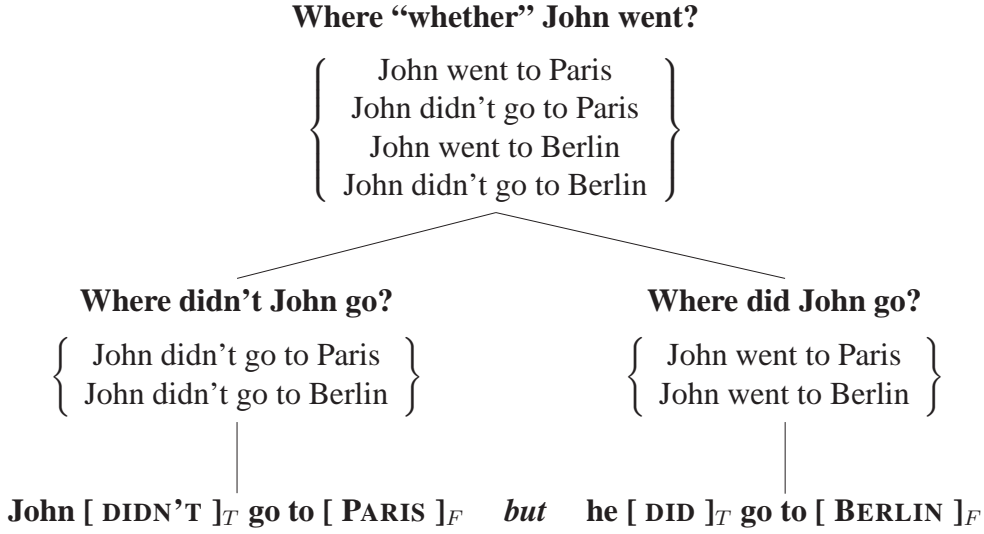 Where “whether” John went?
John went to Paris
John didn’t go to Paris
John went to Berlin
John didn’t go to Berlin
Where didn’t John go? Where did John go?
John didn’t go to Paris John went to Paris
John didn’t go to Berlin John went to Berlin
John [ DIDN’T ]T go to [ PARIS ]F but he [ DID ]T go to [ BERLIN ]F